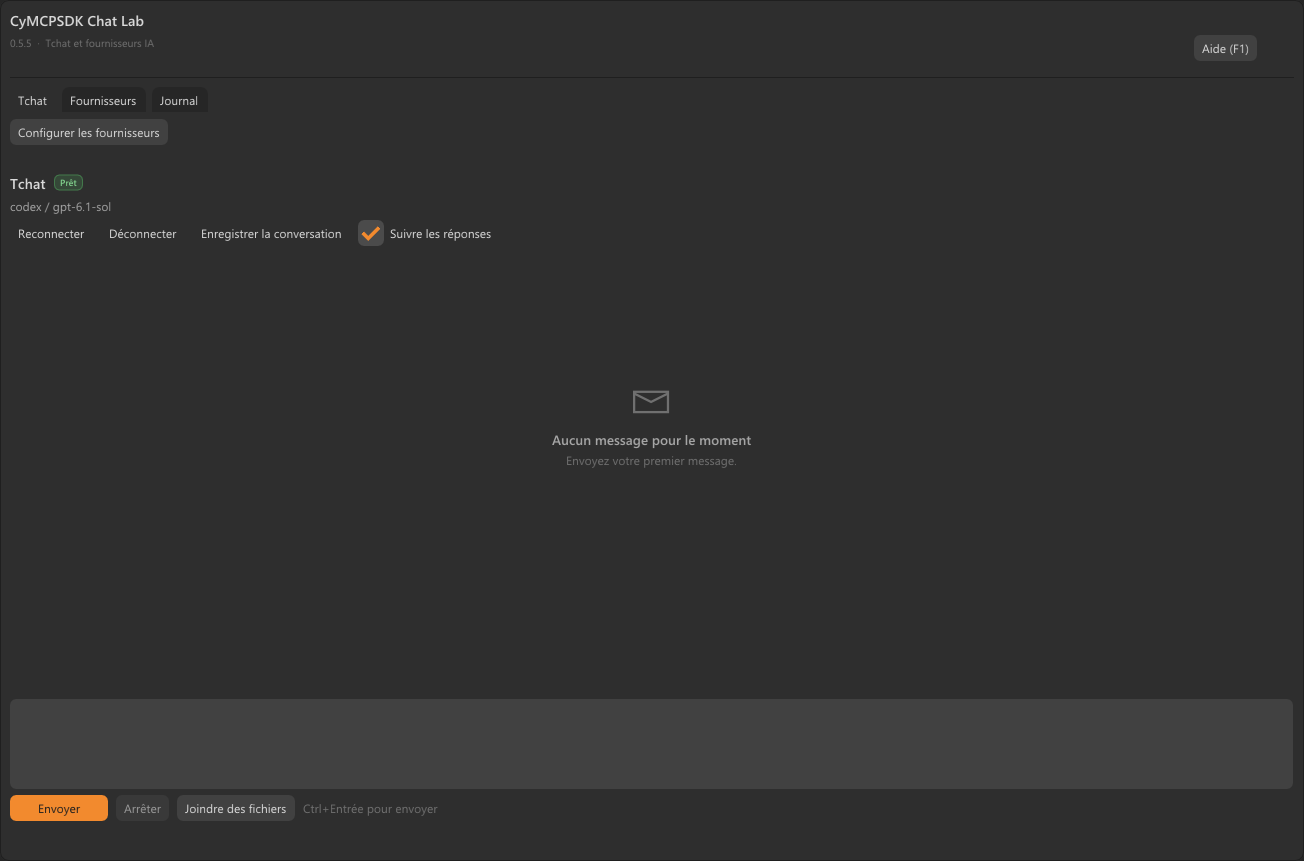 CyMCPSDK Chat Lab
0.5.5 · Tchat et fournisseurs IA
Aide (F1)
Tchat Fournisseurs Journal
Configurer les fournisseurs
Tchat Prêt
codex / gpt-6.1-sol
Reconnecter Déconnecter Enregistrer la conversation Suivre les réponses
Aucun message pour le moment
Envoyez votre premier message.
Envoyer Arrêter Joindre des fichiers Ctrl+Entrée pour envoyer